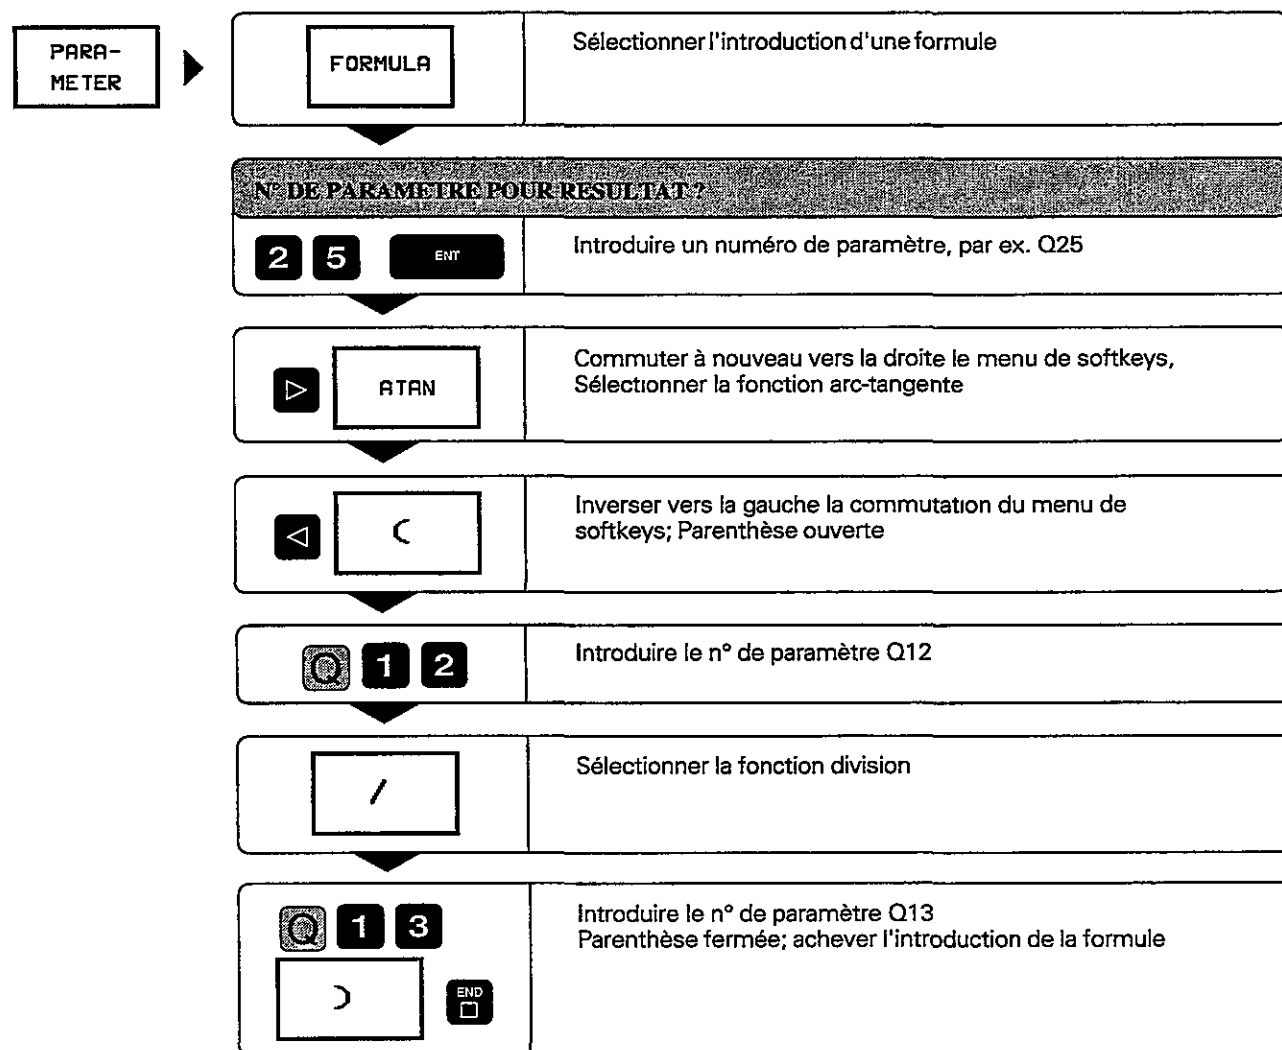 PARA-
METER
FORMULA
Sélectionner l'introduction d'une formule
N° DE PARAMETRE POUR RESULTAT ?
2 5 ENT
Introduire un numéro de paramètre, par ex. Q25
ATAN
Commuter à nouveau vers la droite le menu de softkeys,
Sélectionner la fonction arc-tangente
(
Inverser vers la gauche la commutation du menu de
softkeys; Parenthèse ouverte
Q 1 2
Introduire le n° de paramètre Q12
/
Sélectionner la fonction division
Q 1 3
Introduire le n° de paramètre Q13
Parenthèse fermée; achever l'introduction de la formule
)
END